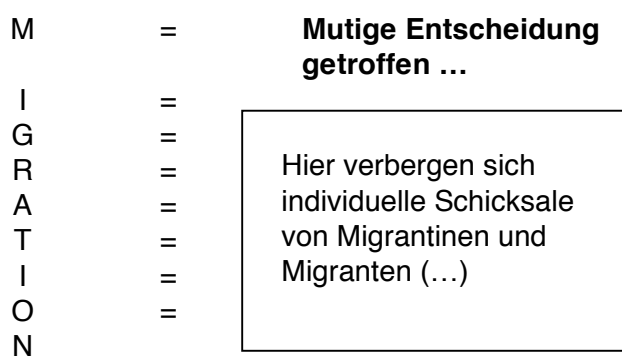 M = Mutige Entscheidung
getroffen …
I =
G =
R =
A =
T =
I =
O =
N
Hier verbergen sich
individuelle Schicksale
von Migrantinen und
Migranten (…)